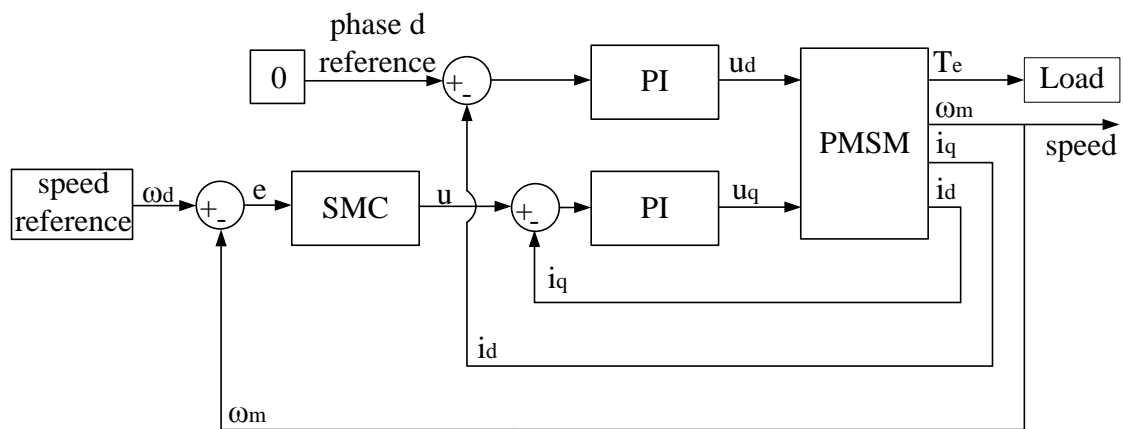 phase d
reference
0
+
-
PI
ud
PMSM
Te
Load
ωm
speed
iq
id
speed
reference
ωd
+
-
e
SMC
u
+
-
PI
uq
iq
id
ωm